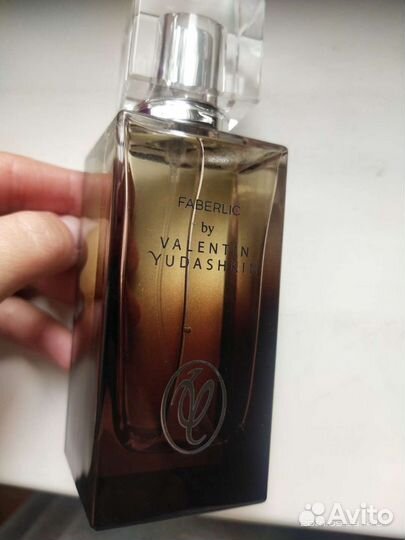 FABERLIC
by
VALENTIN
YUDASHKIN
Avito